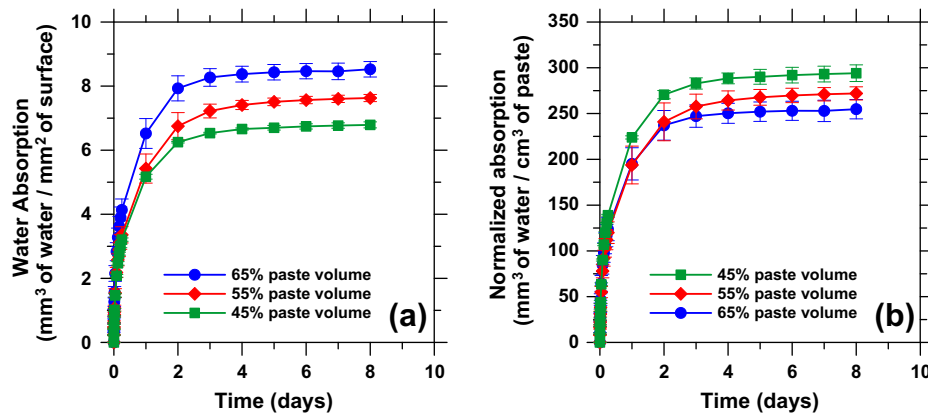 10
8
6
4
2
0
Water Absorption
(mm³ of water / mm² of surface)
65% paste volume
55% paste volume
45% paste volume
(a)
0 2 4 6 8 10
Time (days)
350
300
250
200
150
100
50
0
Normalized absorption
(mm³ of water / cm³ of paste)
45% paste volume
55% paste volume
65% paste volume
(b)
0 2 4 6 8 10
Time (days)